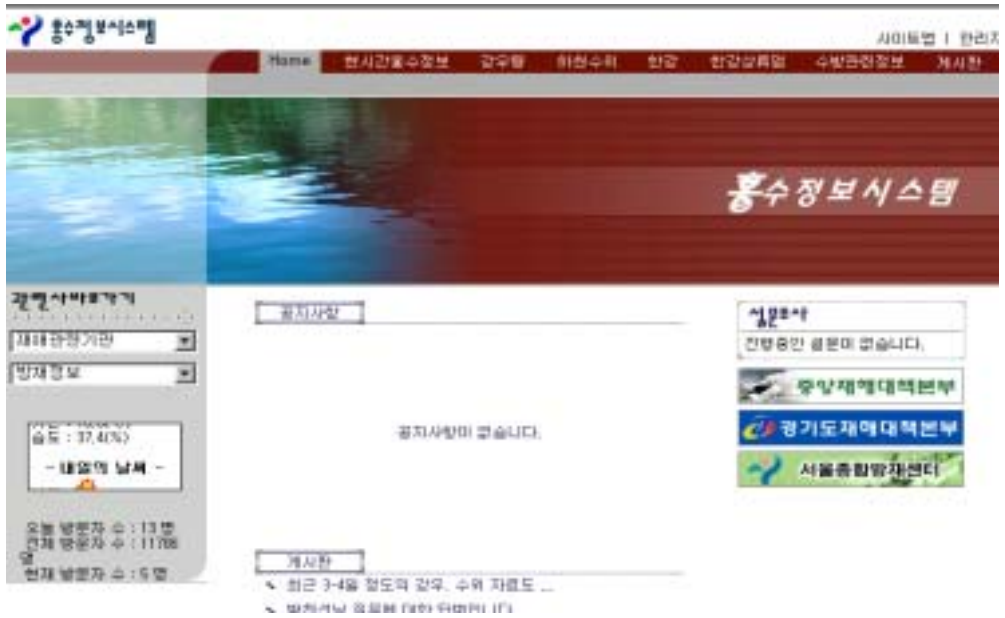 홍수정보시스템
사이트맵 | 관리자
Home 현시간홍수정보 강우량 하천수위 한강 한강상류댐 수방관련정보 게시판
홍수정보시스템
관련사바로가기
재해관련기관
방재정보
습도 : 37.4(%)
- 내일의 날씨 -
오늘 방문자 수 : 13 명
전체 방문자 수 : 11786
명
현재 방문자 수 : 5 명
공지사항
공지사항이 없습니다.
게시판
최근 3-4일 정도의 강우, 수위 자료도 ...
설문조사
진행중인 설문이 없습니다.
중앙재해대책본부
경기도재해대책본부
서울종합방재센터